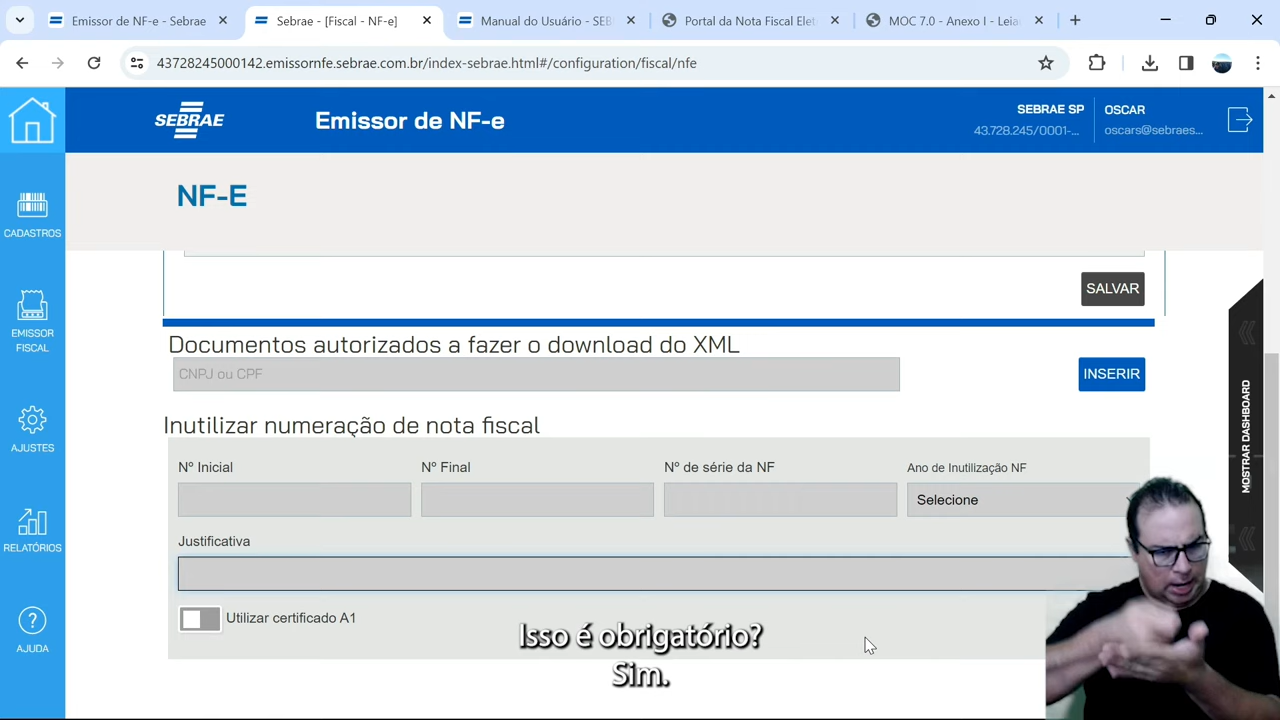 Emissor de NF-e - Sebrae
Sebrae - [Fiscal - NF-e]
Manual do Usuário - SEB
Portal da Nota Fiscal Ele
MOC 7.0 - Anexo I - Leia
43728245000142.emissornfe.sebrae.com.br/index-sebrae.html#/configuration/fiscal/nfe
SEBRAE
Emissor de NF-e
SEBRAE SP
43.728.245/0001-...
OSCAR
oscars@sebraes...
CADASTROS
EMISSOR
FISCAL
AJUSTES
RELATÓRIOS
AJUDA
NF-E
SALVAR
Documentos autorizados a fazer o download do XML
CNPJ ou CPF
INSERIR
Inutilizar numeração de nota fiscal
Nº Inicial
Nº Final
Nº de série da NF
Ano de Inutilização NF
Selecione
Justificativa
Utilizar certificado A1
MOSTRAR DASHBOARD
Isso é obrigatório?
Sim.